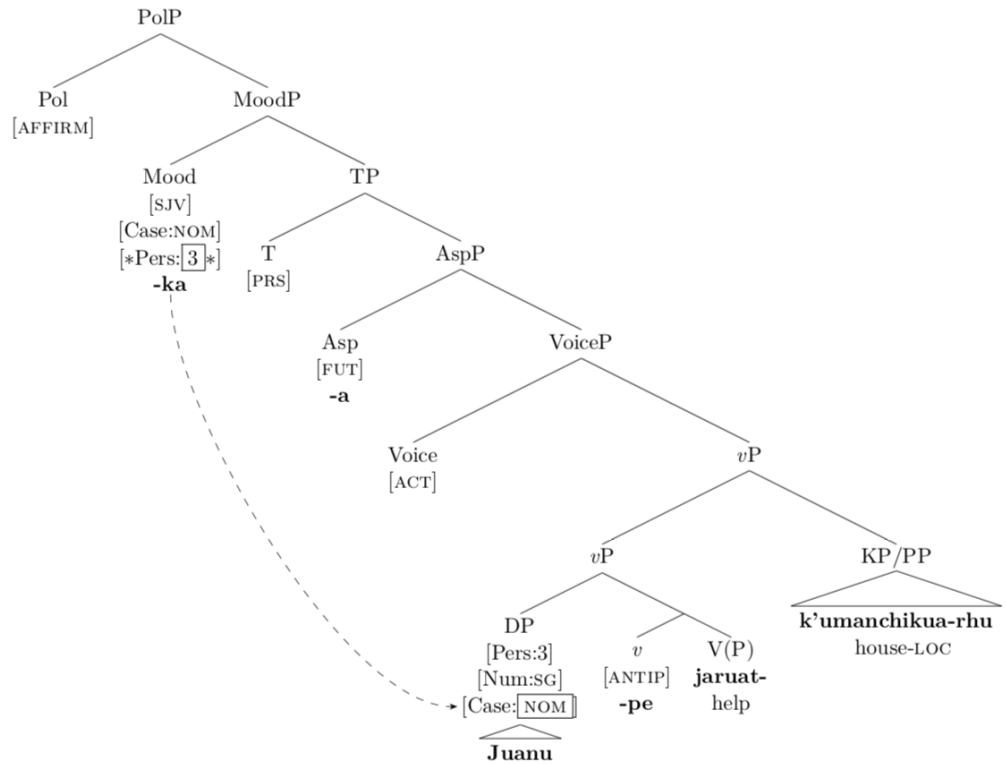 PolP
Pol MoodP
[AFFIRM]
Mood TP
[SJV]
[Case:NOM]
[∗Pes:3∗]
-ka
T AspP
[PRS]
Asp VoiceP
[FUT]
-a
Voice vP
[ACT]
vP KP/PP
k'umanchikua-rhu
house-LOC
DP v V(P)
[Pers:3] [ANTIP] jaruat-
[Num:SG] -pe help
[Case:NOM]
Juanu